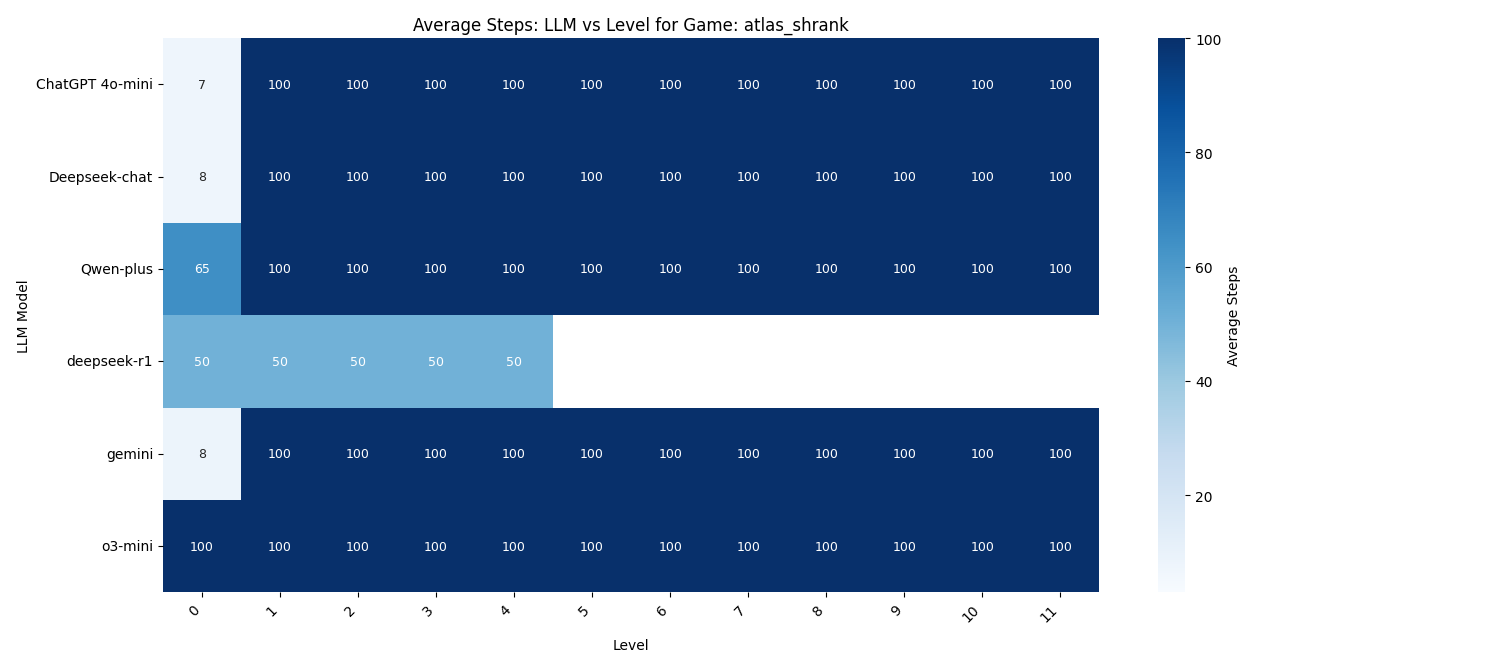 Average Steps: LLM vs Level for Game: atlas_shrank
ChatGPT 4o-mini 7 100 100 100 100 100 100 100 100 100 100 100
Deepseek-chat 8 100 100 100 100 100 100 100 100 100 100 100
Qwen-plus 65 100 100 100 100 100 100 100 100 100 100 100
deepseek-r1 50 50 50 50 50
gemini 8 100 100 100 100 100 100 100 100 100 100 100
o3-mini 100 100 100 100 100 100 100 100 100 100 100 100
0 1 2 3 4 5 6 7 8 9 10 11
Level
LLM Model
100
80
60
40
20
Average Steps